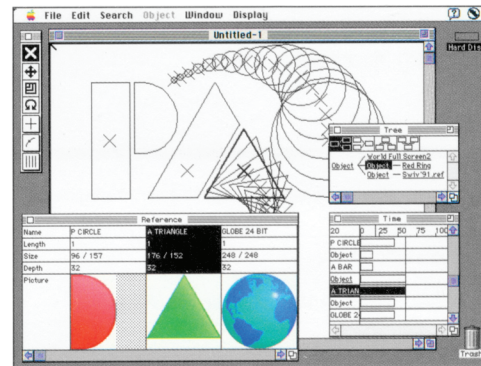 File Edit Search Object Window Display
Untitled-1
Hard Dis
Tree
World Full Screen2
Object Object Red Ring
Object Swiv'91.ref
Reference
Name P CIRCLE A TRIANGLE GLOBE 24 BIT
Length 1 1 1
Size 96 / 157 176 / 152 248 / 248
Depth 32 32 32
Picture
Time
20 0 25 50 75 100
P CIRCLE
Object
A BAR
Object
A TRIAN
Object
GLOBE 2
Trash